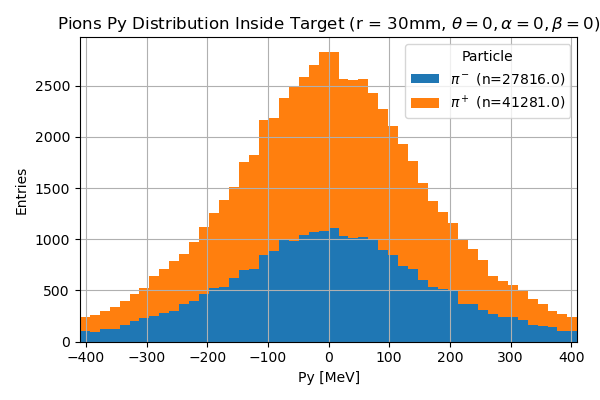 Pions Py Distribution Inside Target (r = 30mm, θ = 0, α = 0, β = 0)
Particle
π⁻ (n=27816.0)
π⁺ (n=41281.0)
Entries
2500
2000
1500
1000
500
0
−400 −300 −200 −100 0 100 200 300 400
Py [MeV]